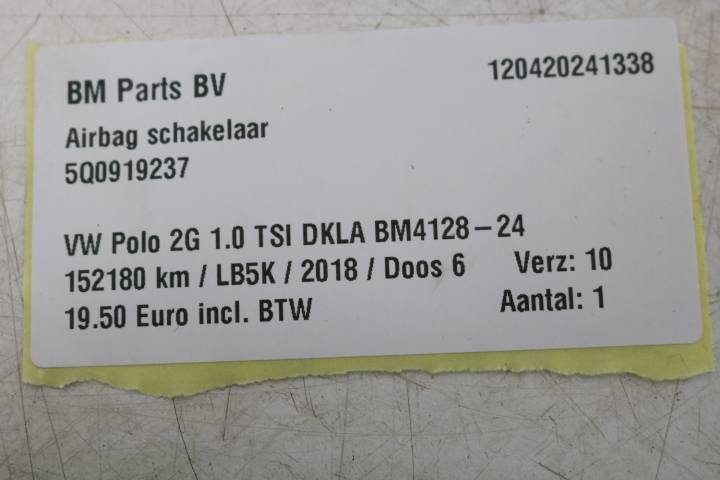 BM Parts BV 120420241338
Airbag schakelaar
5Q0919237
VW Polo 2G 1.0 TSI DKLA BM4128-24
152180 km / LB5K / 2018 / Doos 6 Verz: 10
19.50 Euro incl. BTW Aantal: 1